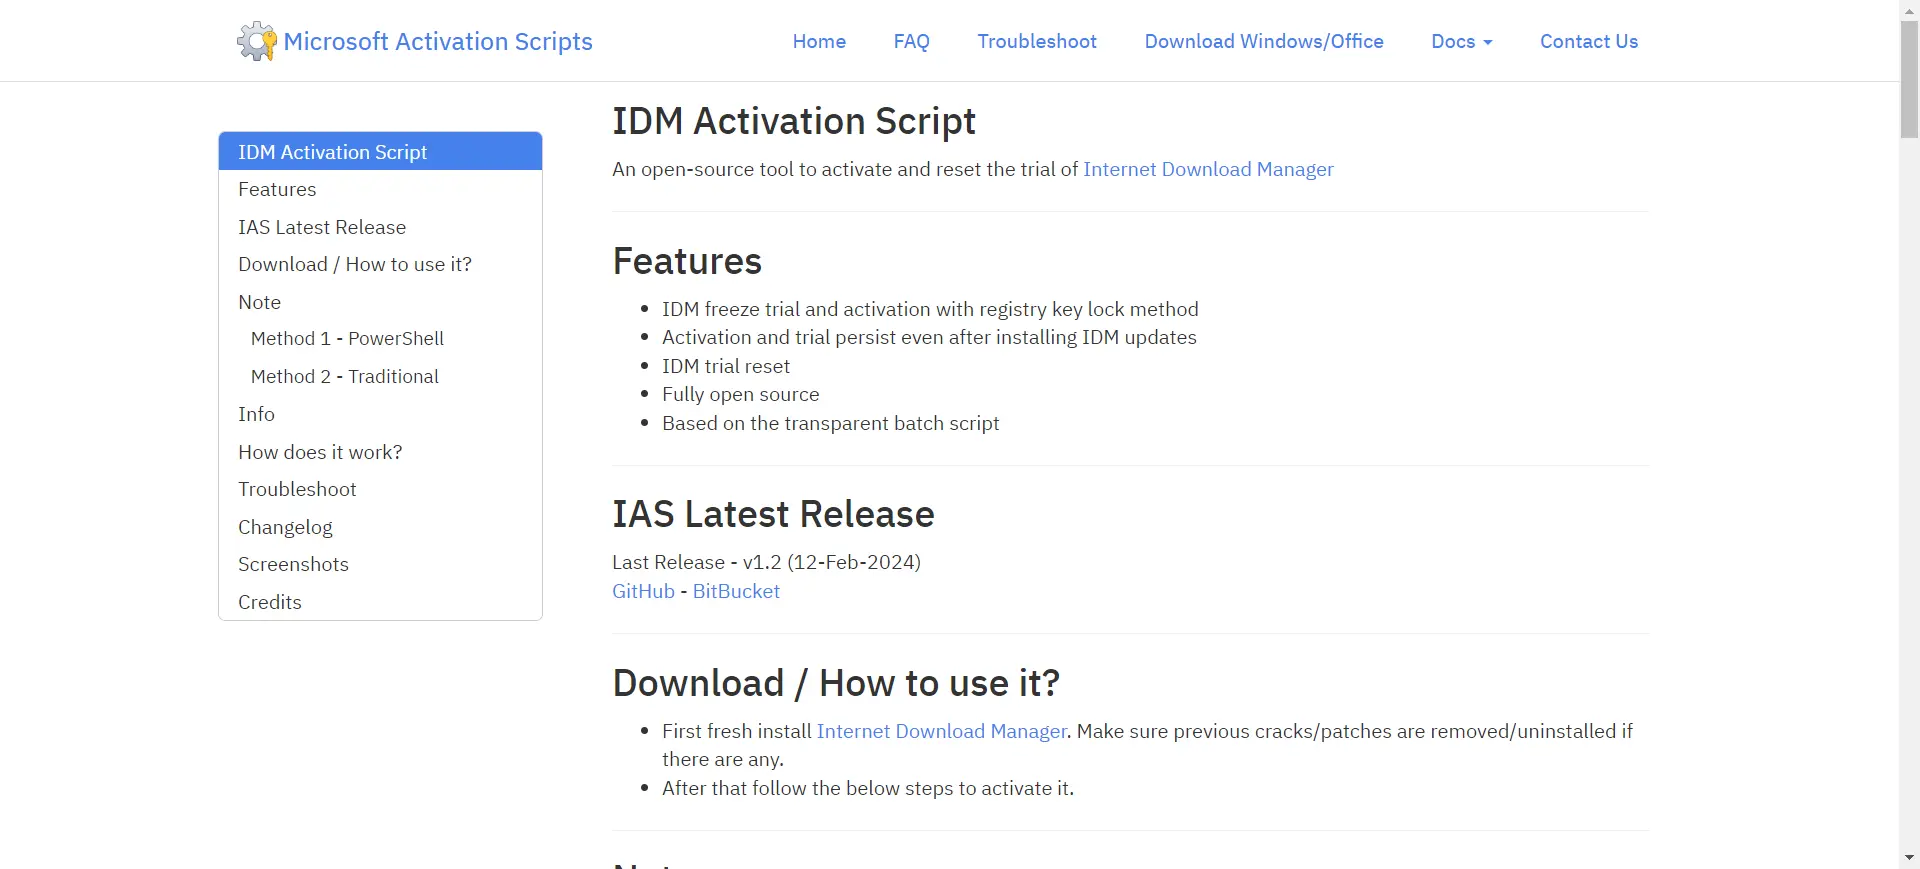 Microsoft Activation Scripts
Home
FAQ
Troubleshoot
Download Windows/Office
Docs
Contact Us
IDM Activation Script
Features
IAS Latest Release
Download / How to use it?
Note
Method 1 - PowerShell
Method 2 - Traditional
Info
How does it work?
Troubleshoot
Changelog
Screenshots
Credits
IDM Activation Script
An open-source tool to activate and reset the trial of Internet Download Manager
Features
IDM freeze trial and activation with registry key lock method
Activation and trial persist even after installing IDM updates
IDM trial reset
Fully open source
Based on the transparent batch script
IAS Latest Release
Last Release - v1.2 (12-Feb-2024)
GitHub - BitBucket
Download / How to use it?
First fresh install Internet Download Manager. Make sure previous cracks/patches are removed/uninstalled if
there are any.
After that follow the below steps to activate it.